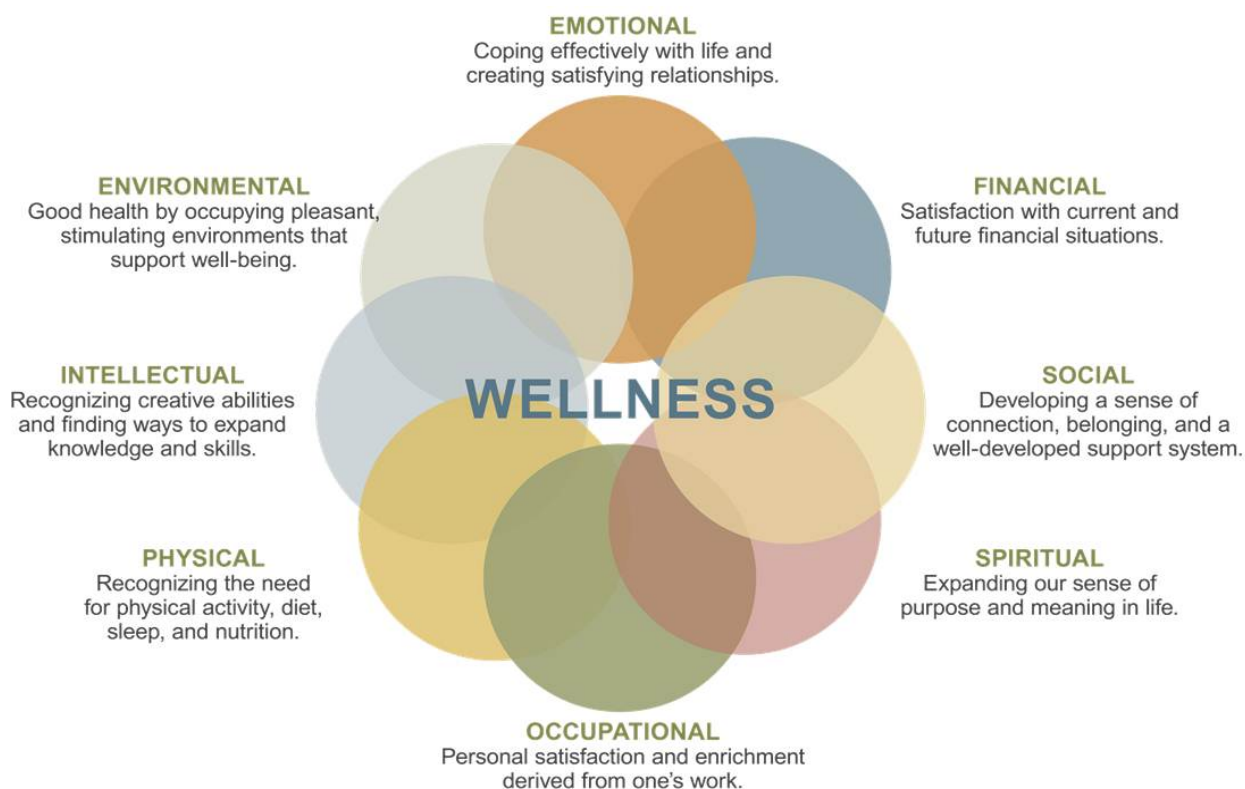 EMOTIONAL
Coping effectively with life and
creating satisfying relationships.
ENVIRONMENTAL
Good health by occupying pleasant,
stimulating environments that
support well-being.
FINANCIAL
Satisfaction with current and
future financial situations.
INTELLECTUAL
Recognizing creative abilities
and finding ways to expand
knowledge and skills.
WELLNESS
SOCIAL
Developing a sense of
connection, belonging, and a
well-developed support system.
PHYSICAL
Recognizing the need
for physical activity, diet,
sleep, and nutrition.
SPIRITUAL
Expanding our sense of
purpose and meaning in life.
OCCUPATIONAL
Personal satisfaction and enrichment
derived from one’s work.